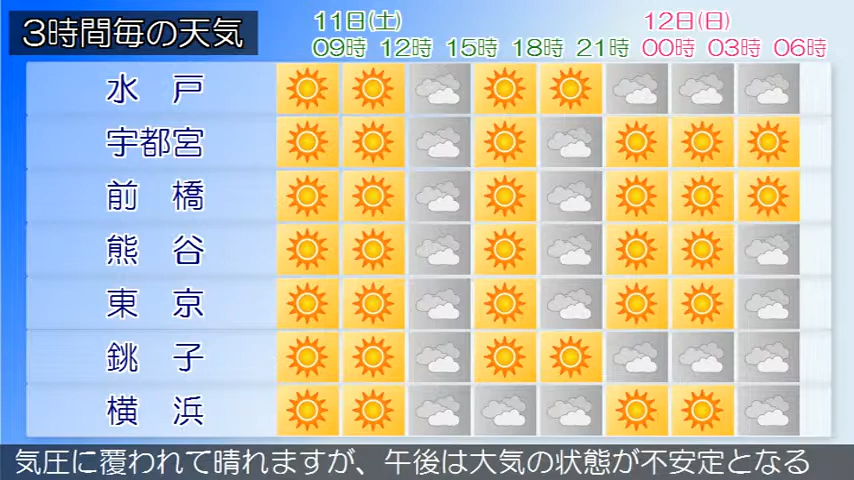 3時間毎の天気
11日(土) 12日(日)
09時 12時 15時 18時 21時 00時 03時 06時
水戸
宇都宮
前橋
熊谷
東京
銚子
横浜
気圧に覆われて晴れますが、午後は大気の状態が不安定となる